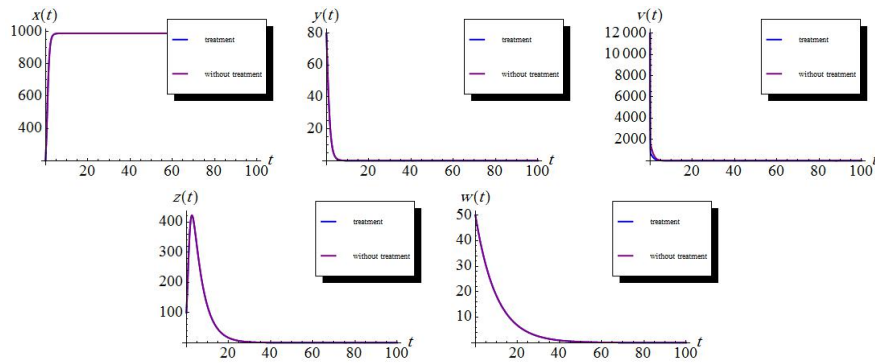 x(t)
1000
800
600
400
20 40 60 80 100 t
treatment
without treatment
y(t)
80
60
40
20
20 40 60 80 100 t
treatment
without treatment
v(t)
12 000
10 000
8000
6000
4000
2000
20 40 60 80 100 t
treatment
without treatment
z(t)
400
300
200
100
20 40 60 80 100 t
treatment
without treatment
w(t)
50
40
30
20
10
20 40 60 80 100 t
treatment
without treatment